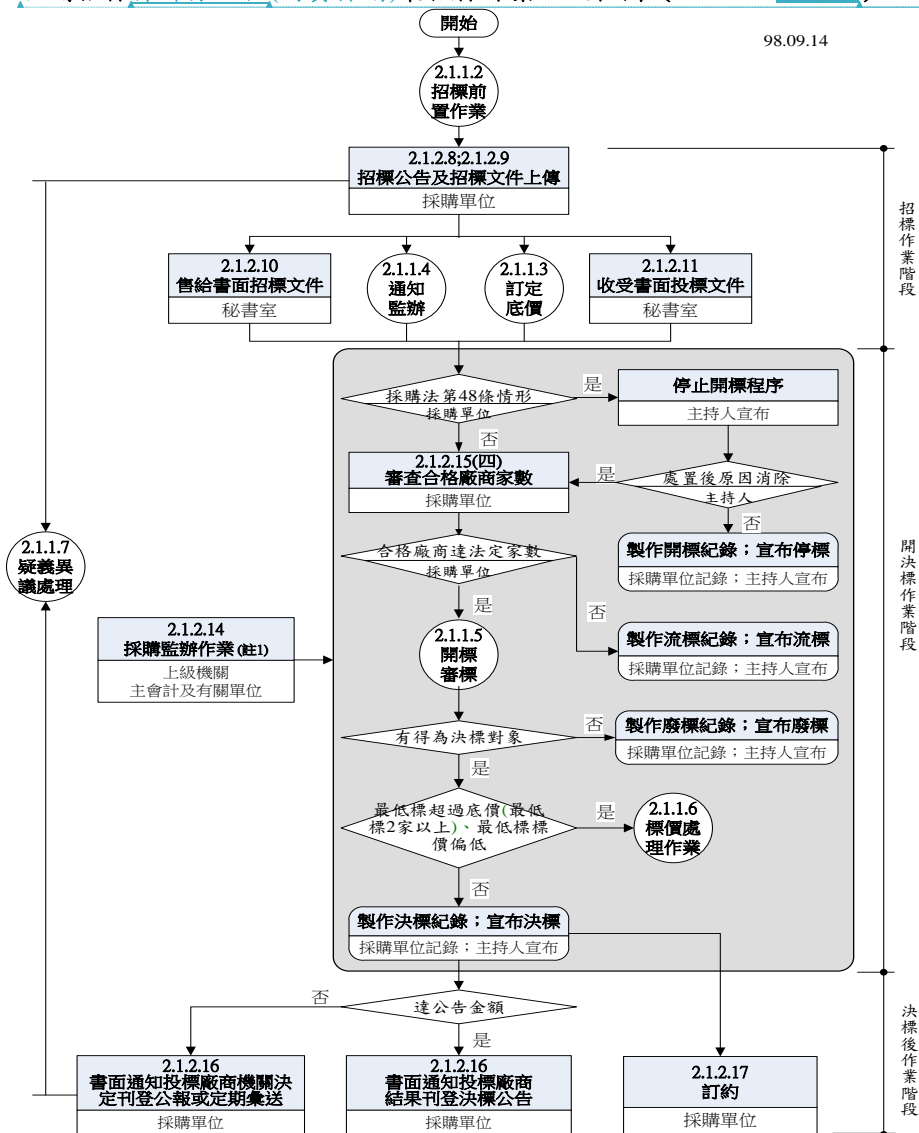 開始
98.09.14
2.1.1.2
招標前
置作業
2.1.2.8;2.1.2.9
招標公告及招標文件上傳
採購單位
招標作業階段
2.1.2.10
售給書面招標文件
秘書室
2.1.1.4
通知
監辦
2.1.1.3
訂定
底價
2.1.2.11
收受書面投標文件
秘書室
採購法第48條情形
採購單位
是
停止開標程序
主持人宣布
否
2.1.2.15(四)
審查合格廠商家數
採購單位
是
處置後原因消除
主持人
否
製作開標紀錄；宣布停標
採購單位記錄；主持人宣布
開決標作業階段
2.1.1.7
疑義異
議處理
合格廠商達法定家數
採購單位
是
否
2.1.2.14
採購監辦作業(註1)
上級機關
主會計及有關單位
2.1.1.5
開標
審標
製作流標紀錄；宣布流標
採購單位記錄；主持人宣布
有得為決標對象
否
製作廢標紀錄；宣布廢標
採購單位記錄；主持人宣布
是
最低標超過底價(最低
標2家以上)、最低標標
價偏低
是
2.1.1.6
標價處
理作業
否
製作決標紀錄；宣布決標
採購單位記錄；主持人宣布
達公告金額
否
是
決標後作業階段
2.1.2.16
書面通知投標廠商機關決
定刊登公報或定期彙送
採購單位
2.1.2.16
書面通知投標廠商
結果刊登決標公告
採購單位
2.1.2.17
訂約
採購單位